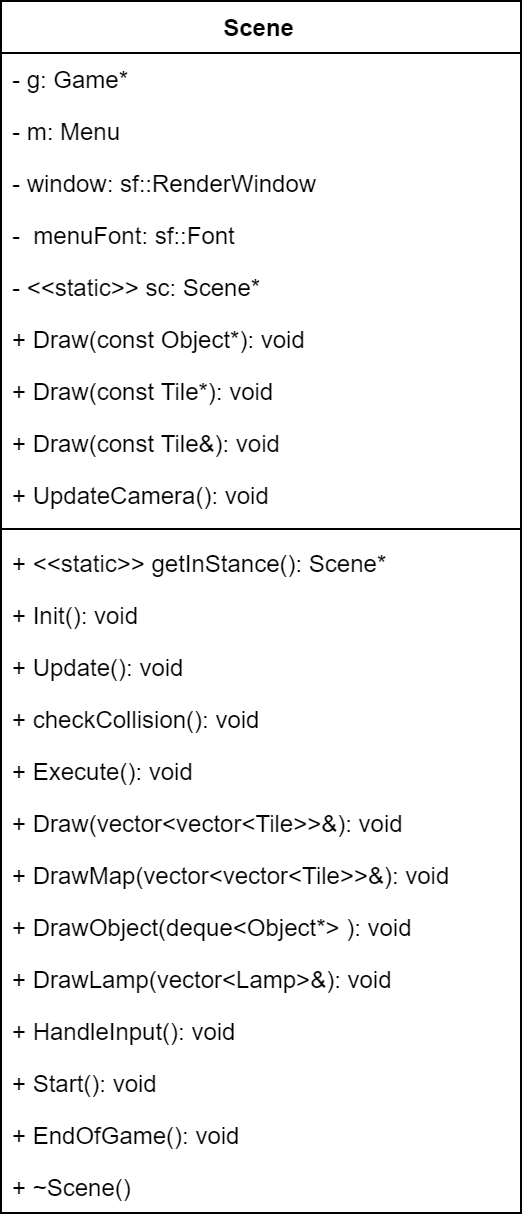 Scene
- g: Game*
- m: Menu
- window: sf::RenderWindow
-  menuFont: sf::Font
- <<static>> sc: Scene*
+ Draw(const Object*): void
+ Draw(const Tile*): void
+ Draw(const Tile&): void
+ UpdateCamera(): void
+ <<static>> getInStance(): Scene*
+ Init(): void
+ Update(): void
+ checkCollision(): void
+ Execute(): void
+ Draw(vector<vector<Tile>>&): void
+ DrawMap(vector<vector<Tile>>&): void
+ DrawObject(deque<Object*> ): void
+ DrawLamp(vector<Lamp>&): void
+ HandleInput(): void
+ Start(): void
+ EndOfGame(): void
+ ~Scene()